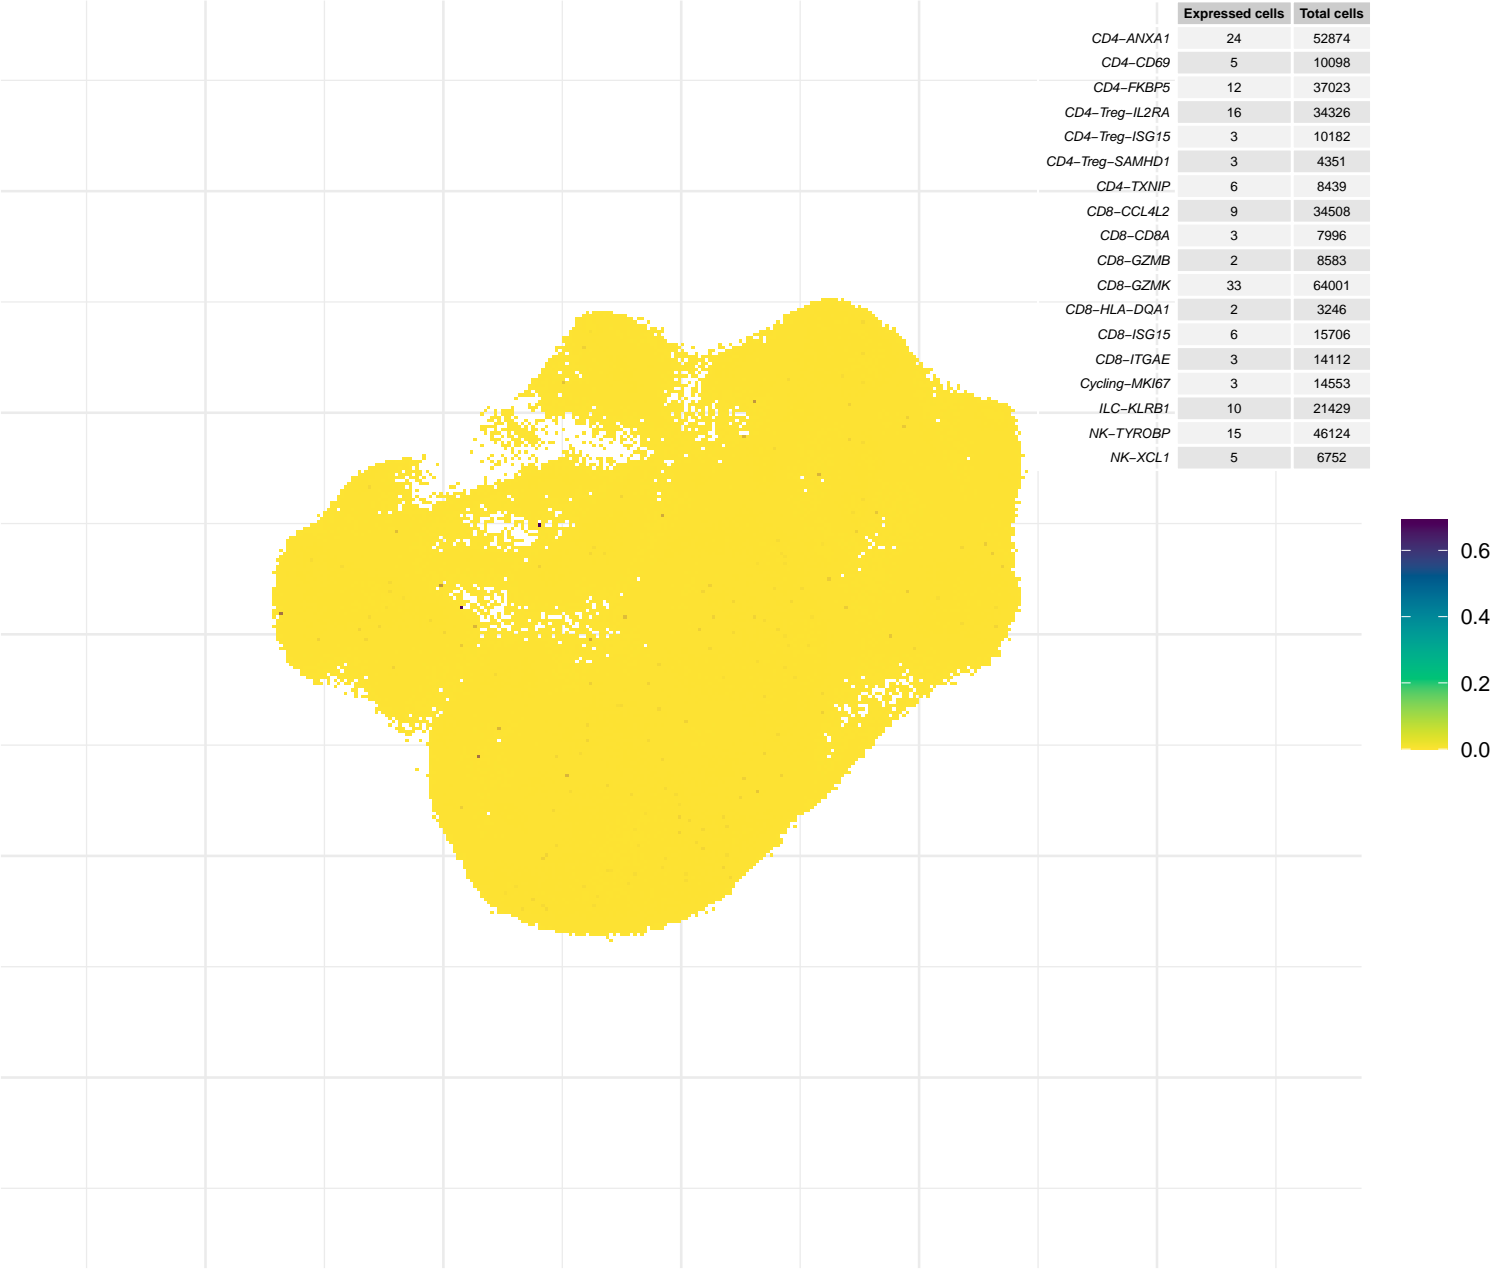 Expressed cells Total cells
CD4−ANXA1 24 52874
CD4−CD69 5 10098
CD4−FKBP5 12 37023
CD4−Treg−IL2RA 16 34326
CD4−Treg−ISG15 3 10182
CD4−Treg−SAMHD1 3 4351
CD4−TXNIP 6 8439
CD8−CCL4L2 9 34508
CD8−CD8A 3 7996
CD8−GZMB 2 8583
CD8−GZMK 33 64001
CD8−HLA−DQA1 2 3246
CD8−ISG15 6 15706
CD8−ITGAE 3 14112
Cycling−MKI67 3 14553
ILC−KLRB1 10 21429
NK−TYROBP 15 46124
NK−XCL1 5 6752
0.6
0.4
0.2
0.0